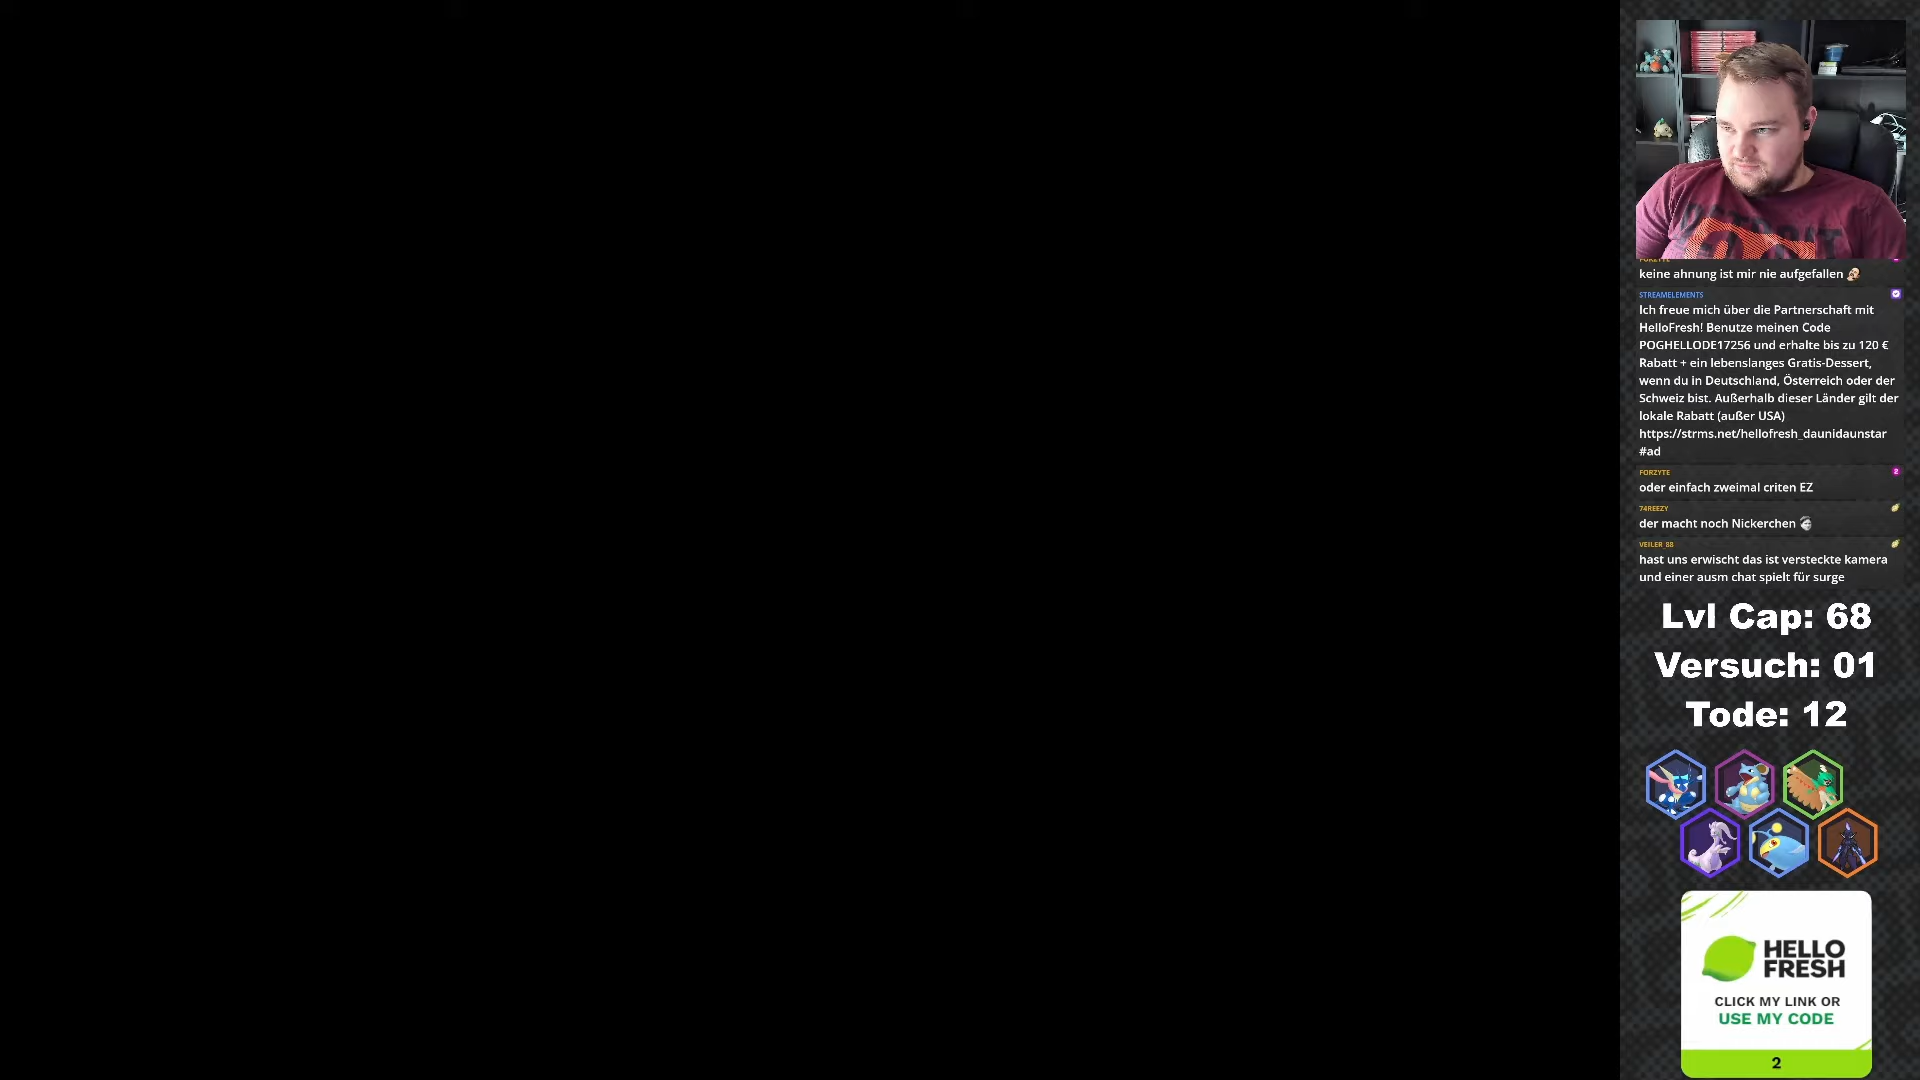 keine ahnung ist mir nie aufgefallen
STREAMELEMENTS
Ich freue mich über die Partnerschaft mit
HelloFresh! Benutze meinen Code
POGHELLODE17256 und erhalte bis zu 120 €
Rabatt + ein lebenslanges Gratis-Dessert,
wenn du in Deutschland, Österreich oder der
Schweiz bist. Außerhalb dieser Länder gilt der
lokale Rabatt (außer USA)
https://strms.net/hellofresh_daunidaunstar
#ad
FORZYTE
2
oder einfach zweimal criten EZ
74REEZY
der macht noch Nickerchen
VEILER_88
hast uns erwischt das ist versteckte kamera
und einer ausm chat spielt für surge
Lvl Cap: 68
Versuch: 01
Tode: 12
HELLO
FRESH
CLICK MY LINK OR
USE MY CODE
2